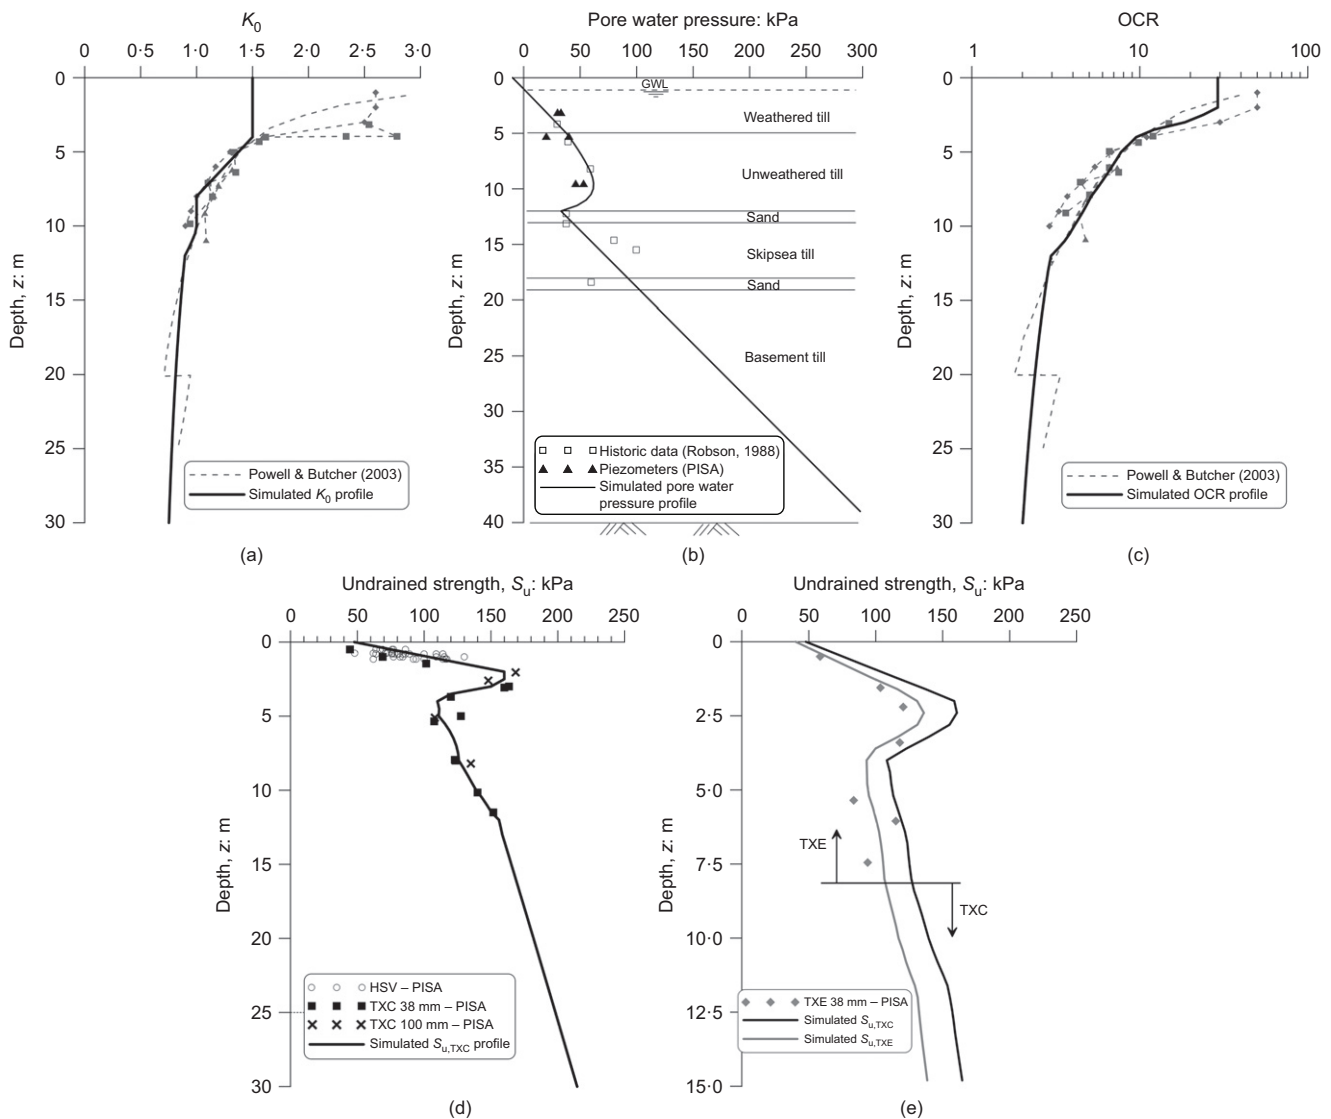 K0
0 0·5 1·0 1·5 2·0 2·5 3·0
0
5
10
15
20
25
30
Depth, z: m
Powell & Butcher (2003)
Simulated K0 profile
(a)
Pore water pressure: kPa
0 50 100 150 200 250 300
0
5
10
15
20
25
30
35
40
Depth, z: m
GWL
Weathered till
Unweathered till
Sand
Skipsea till
Sand
Basement till
Historic data (Robson, 1988)
Piezometers (PISA)
Simulated pore water
pressure profile
(b)
OCR
1 10 100
0
5
10
15
20
25
30
Depth, z: m
Powell & Butcher (2003)
Simulated OCR profile
(c)
Undrained strength, Su: kPa
0 50 100 150 200 250
0
5
10
15
20
25
30
Depth, z: m
HSV – PISA
TXC 38 mm – PISA
TXC 100 mm – PISA
Simulated Su,TXC profile
(d)
Undrained strength, Su: kPa
0 50 100 150 200 250
0
2·5
5·0
7·5
10·0
12·5
15·0
Depth, z: m
TXE
TXC
TXE 38 mm – PISA
Simulated Su,TXC
Simulated Su,TXE
(e)